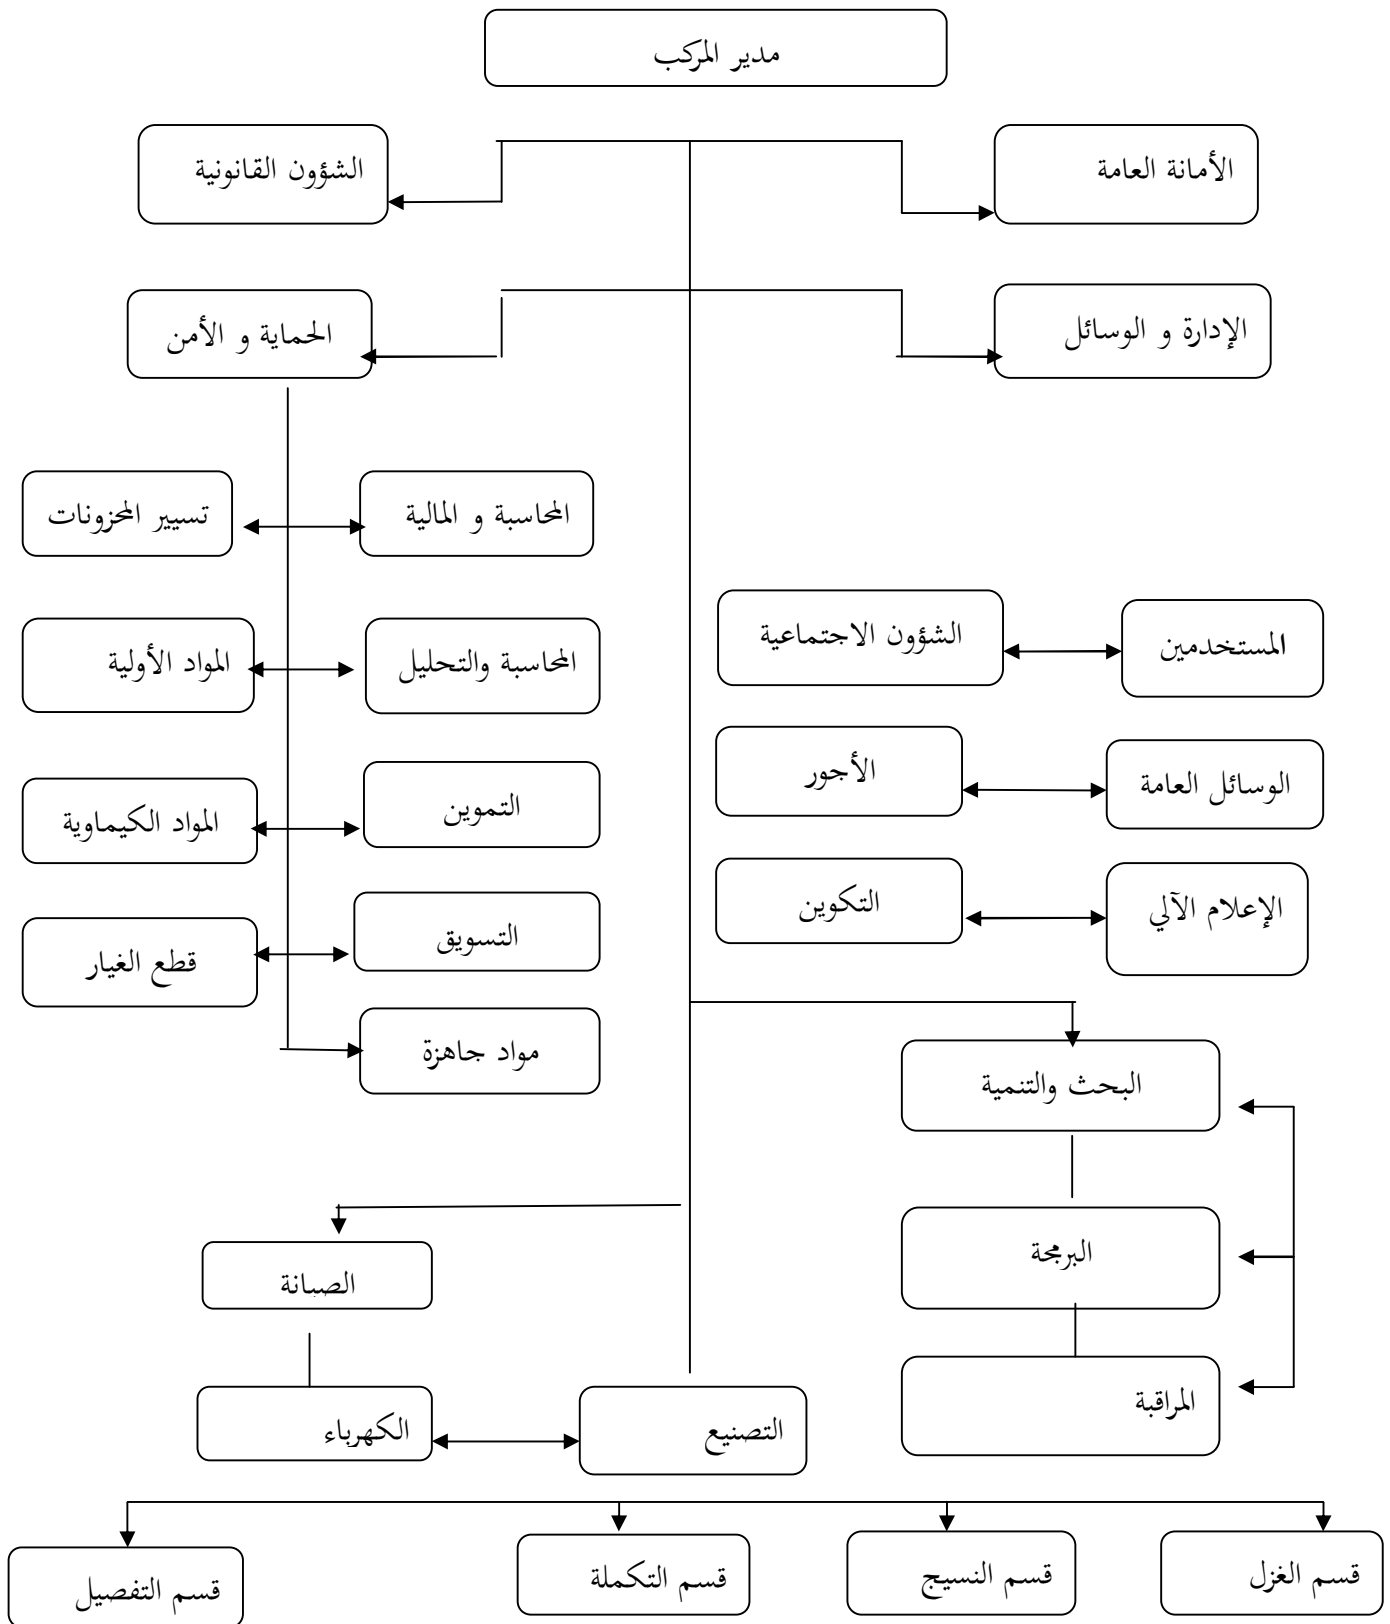 مدير المركب
الأمانة العامة
الشؤون القانونية
الإدارة و الوسائل
الحماية و الأمن
المحاسبة و المالية
تسيير المخزونات
المستخدمين
الشؤون الاجتماعية
المحاسبة والتحليل
المواد الأولية
الوسائل العامة
الأجور
التموين
المواد الكيماوية
الإعلام الآلي
التكوين
التسويق
قطع الغيار
مواد جاهزة
البحث والتنمية
البرمجة
الصيانة
المراقبة
التصنيع
الكهرباء
قسم الغزل
قسم النسيج
قسم التكملة
قسم التفصيل